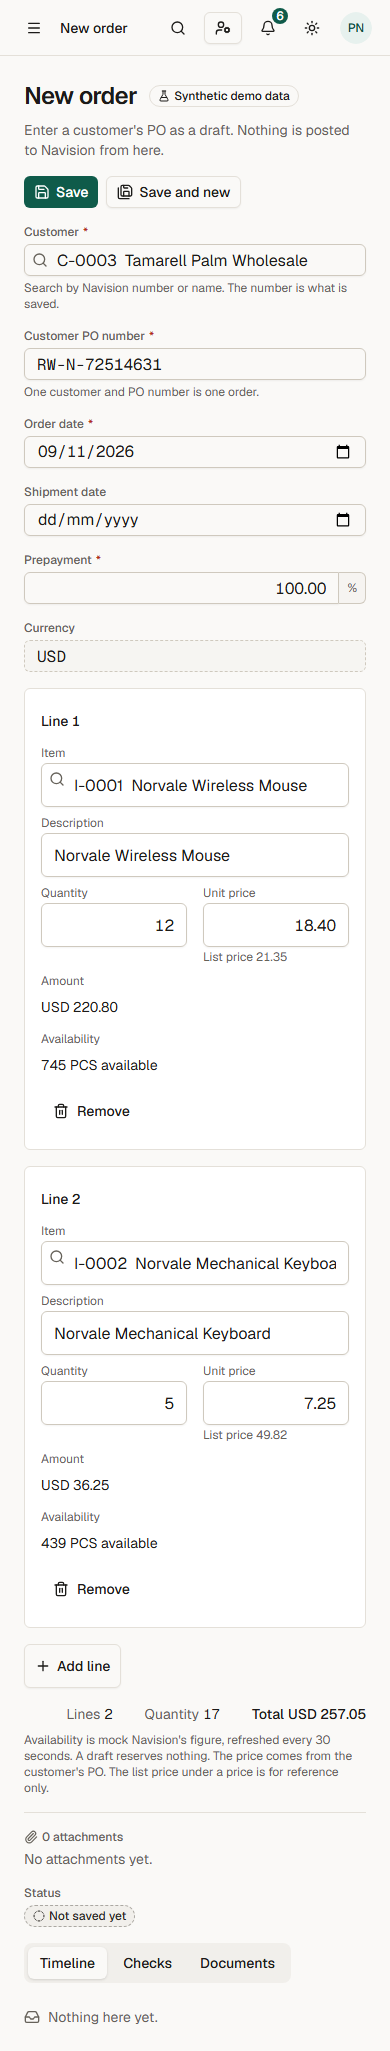 New order
6
PN
New order
Synthetic demo data
Enter a customer's PO as a draft. Nothing is posted
to Navision from here.
Save
Save and new
Customer *
C-0003 Tamarell Palm Wholesale
Search by Navision number or name. The number is what is
saved.
Customer PO number *
RW-N-72514631
One customer and PO number is one order.
Order date *
09/11/2026
Shipment date
dd/mm/yyyy
Prepayment *
100.00 %
Currency
USD
Line 1
Item
I-0001 Norvale Wireless Mouse
Description
Norvale Wireless Mouse
Quantity Unit price
12 18.40
List price 21.35
Amount
USD 220.80
Availability
745 PCS available
Remove
Line 2
Item
I-0002 Norvale Mechanical Keyboa
Description
Norvale Mechanical Keyboard
Quantity Unit price
5 7.25
List price 49.82
Amount
USD 36.25
Availability
439 PCS available
Remove
Add line
Lines 2 Quantity 17 Total USD 257.05
Availability is mock Navision's figure, refreshed every 30
seconds. A draft reserves nothing. The price comes from the
customer's PO. The list price under a price is for reference
only.
0 attachments
No attachments yet.
Status
Not saved yet
Timeline Checks Documents
Nothing here yet.